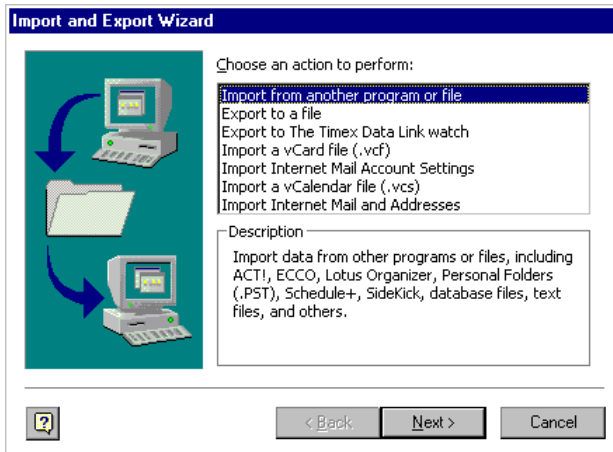 Import and Export Wizard
Choose an action to perform:
Import from another program or file
Export to a file
Export to The Timex Data Link watch
Import a vCard file (.vcf)
Import Internet Mail Account Settings
Import a vCalendar file (.vcs)
Import Internet Mail and Addresses
Description
Import data from other programs or files, including
ACT!, ECCO, Lotus Organizer, Personal Folders
(.PST), Schedule+, SideKick, database files, text
files, and others.
?
< Back
Next >
Cancel